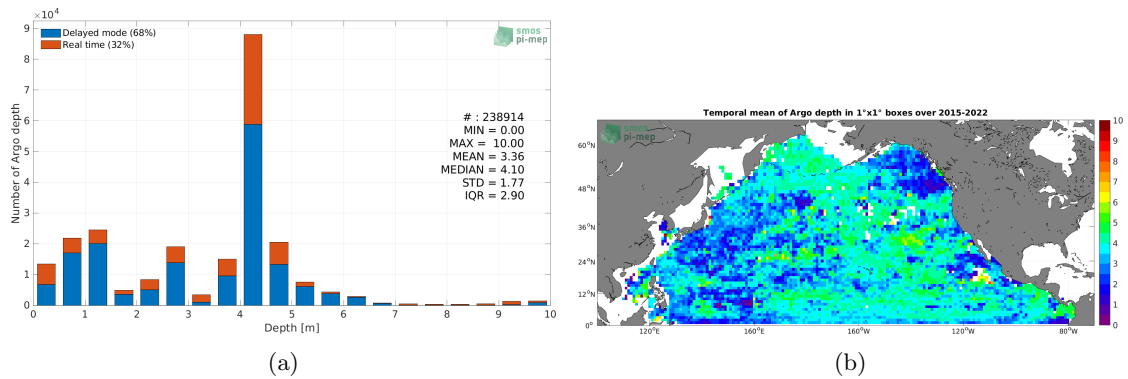 ×10⁴
9
8
7
6
5
4
3
2
1
0
Number of Argo depth
Delayed mode (68%)
Real time (32%)
smos
pi-mep
# : 238914
MIN = 0.00
MAX = 10.00
MEAN = 3.36
MEDIAN = 4.10
STD = 1.77
IQR = 2.90
0 1 2 3 4 5 6 7 8 9 10
Depth [m]
(a)
Temporal mean of Argo depth in 1°x1° boxes over 2015-2022
smos
pi-mep
60°N
48°N
36°N
24°N
12°N
0°
120°E 160°E 160°W 120°W 80°W
10
9
8
7
6
5
4
3
2
1
0
(b)